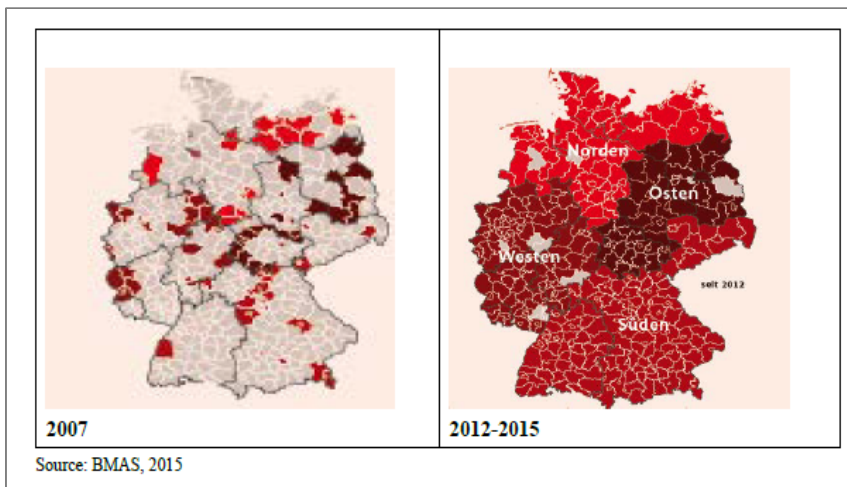 Norden
Osten
Westen
seit 2012
Süden
2007
2012-2015
Source: BMAS, 2015